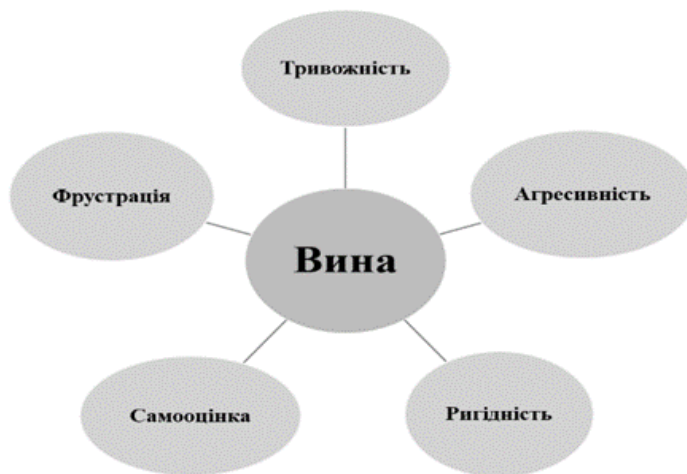 Тривожність
Фрустрація
Агресивність
Вина
Самооцінка
Ригідність